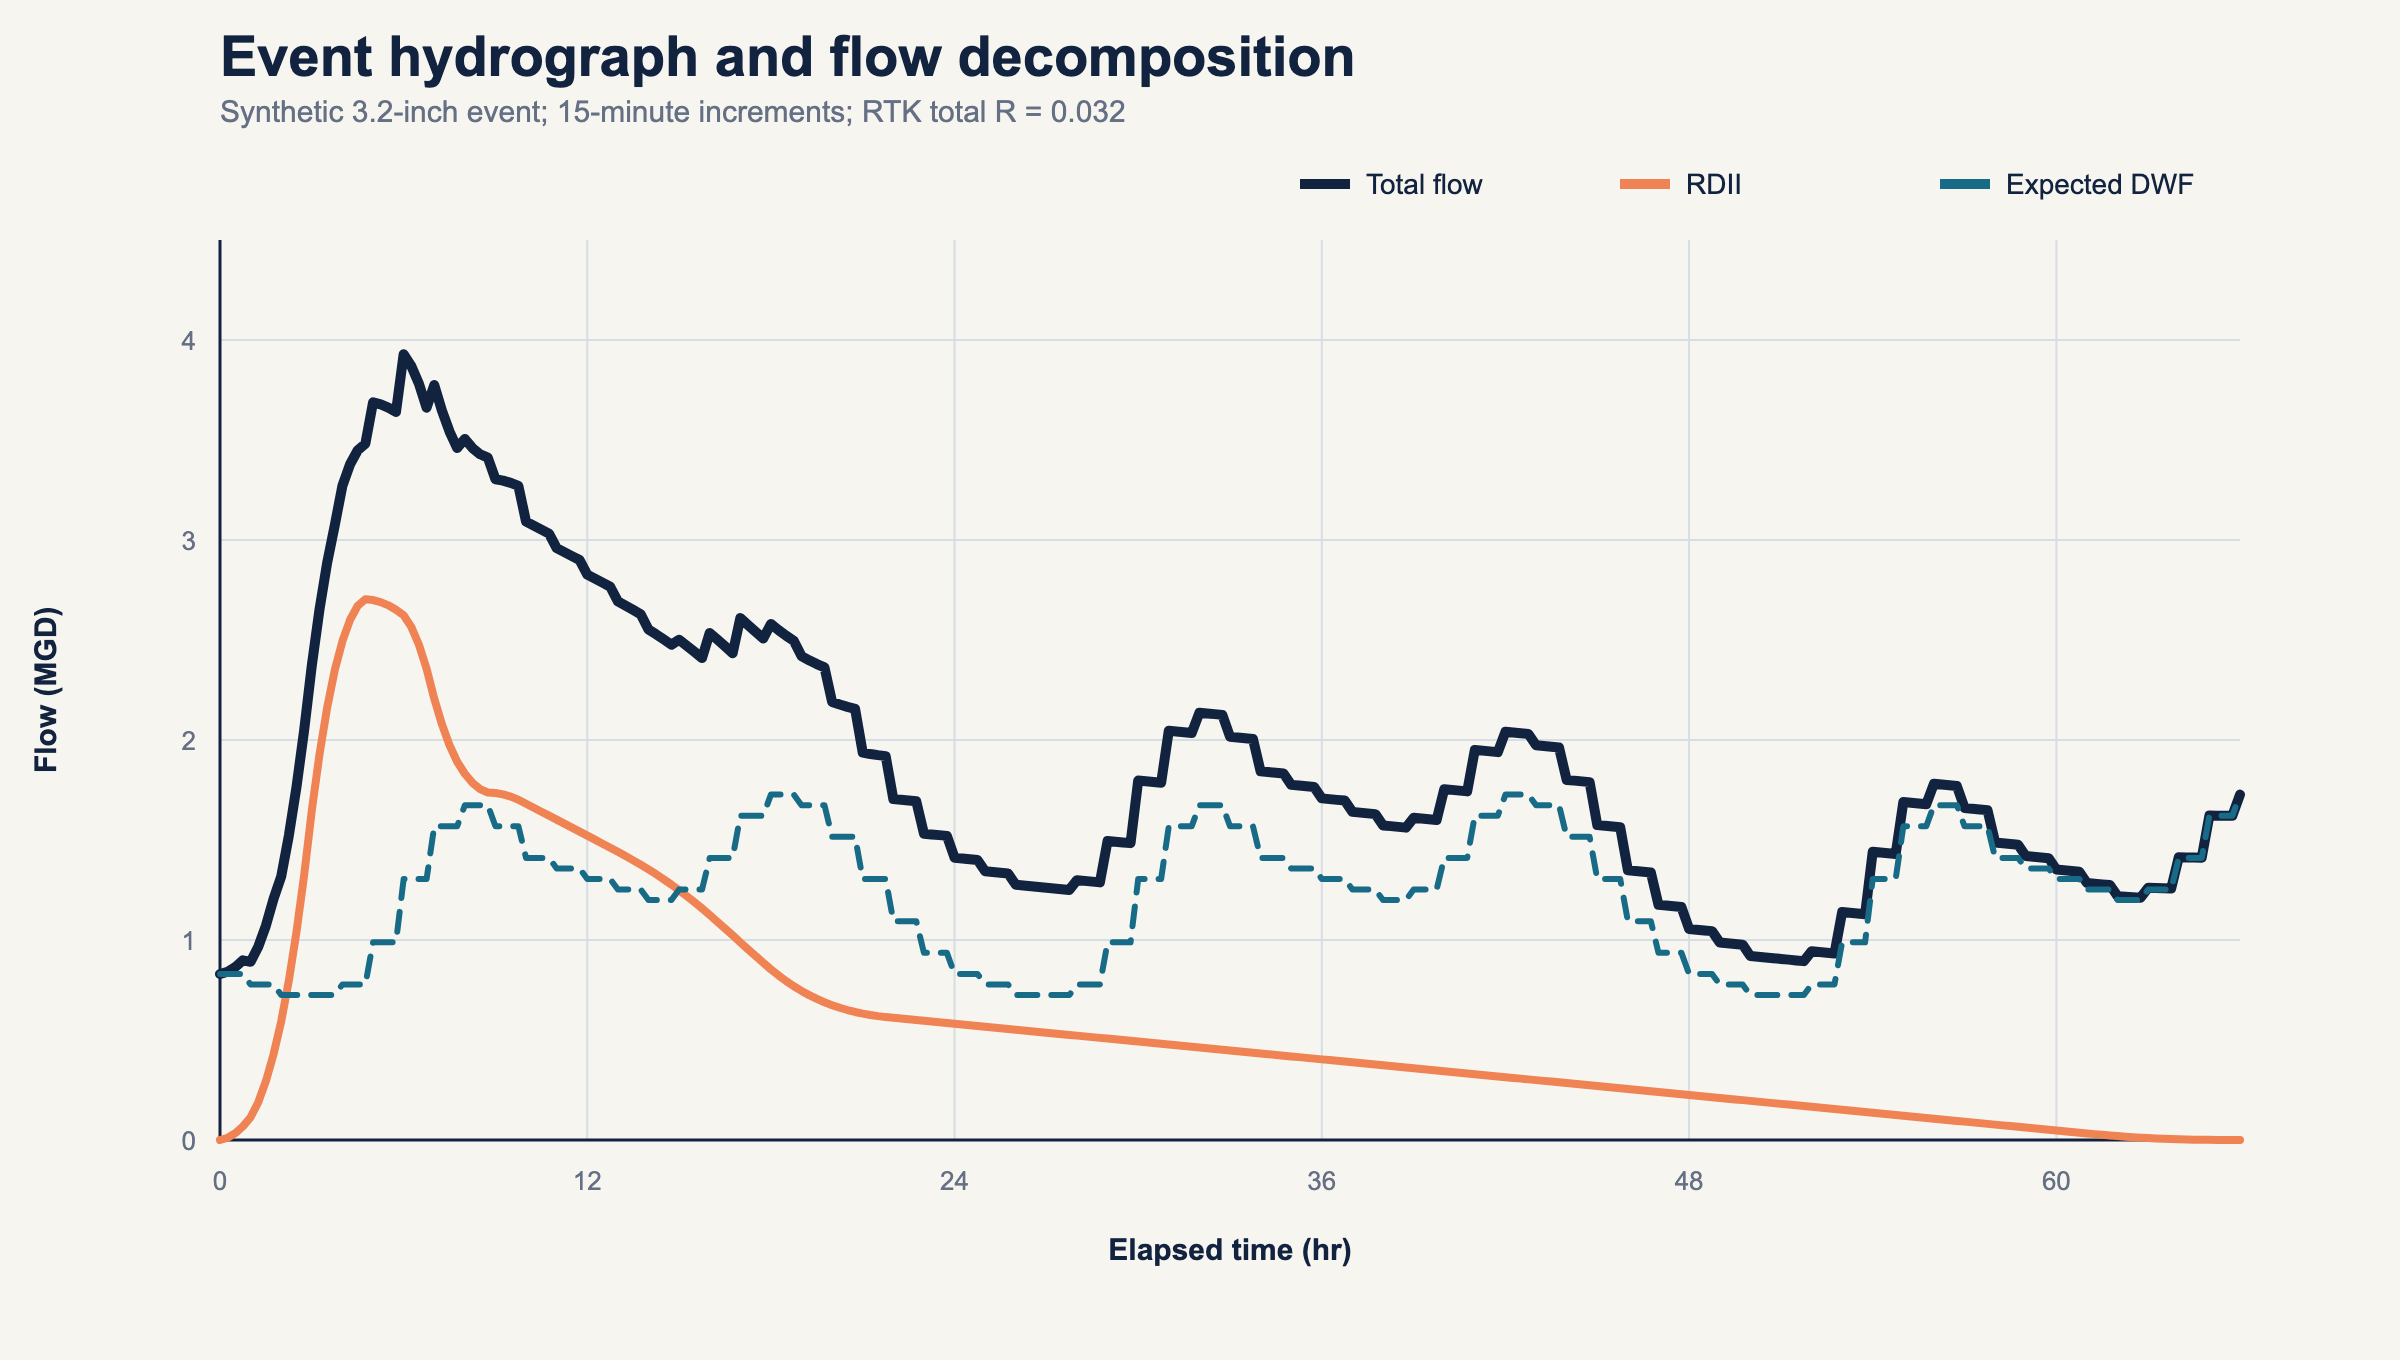 Event hydrograph and flow decomposition
Synthetic 3.2-inch event; 15-minute increments; RTK total R = 0.032
Total flow
RDII
Expected DWF
Flow (MGD)
4
3
2
1
0
0
12
24
36
48
60
Elapsed time (hr)